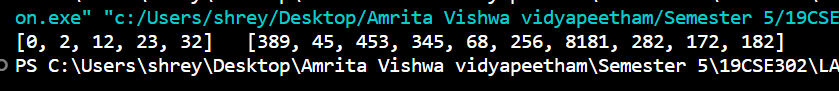 on.exe" "c:/Users/shrey/Desktop/Amrita Vishwa vidyapeetham/Semester 5/19CSE
[0, 2, 12, 23, 32]   [389, 45, 453, 345, 68, 256, 8181, 282, 172, 182]
PS C:\Users\shrey\Desktop\Amrita Vishwa vidyapeetham\Semester 5\19CSE302\LA